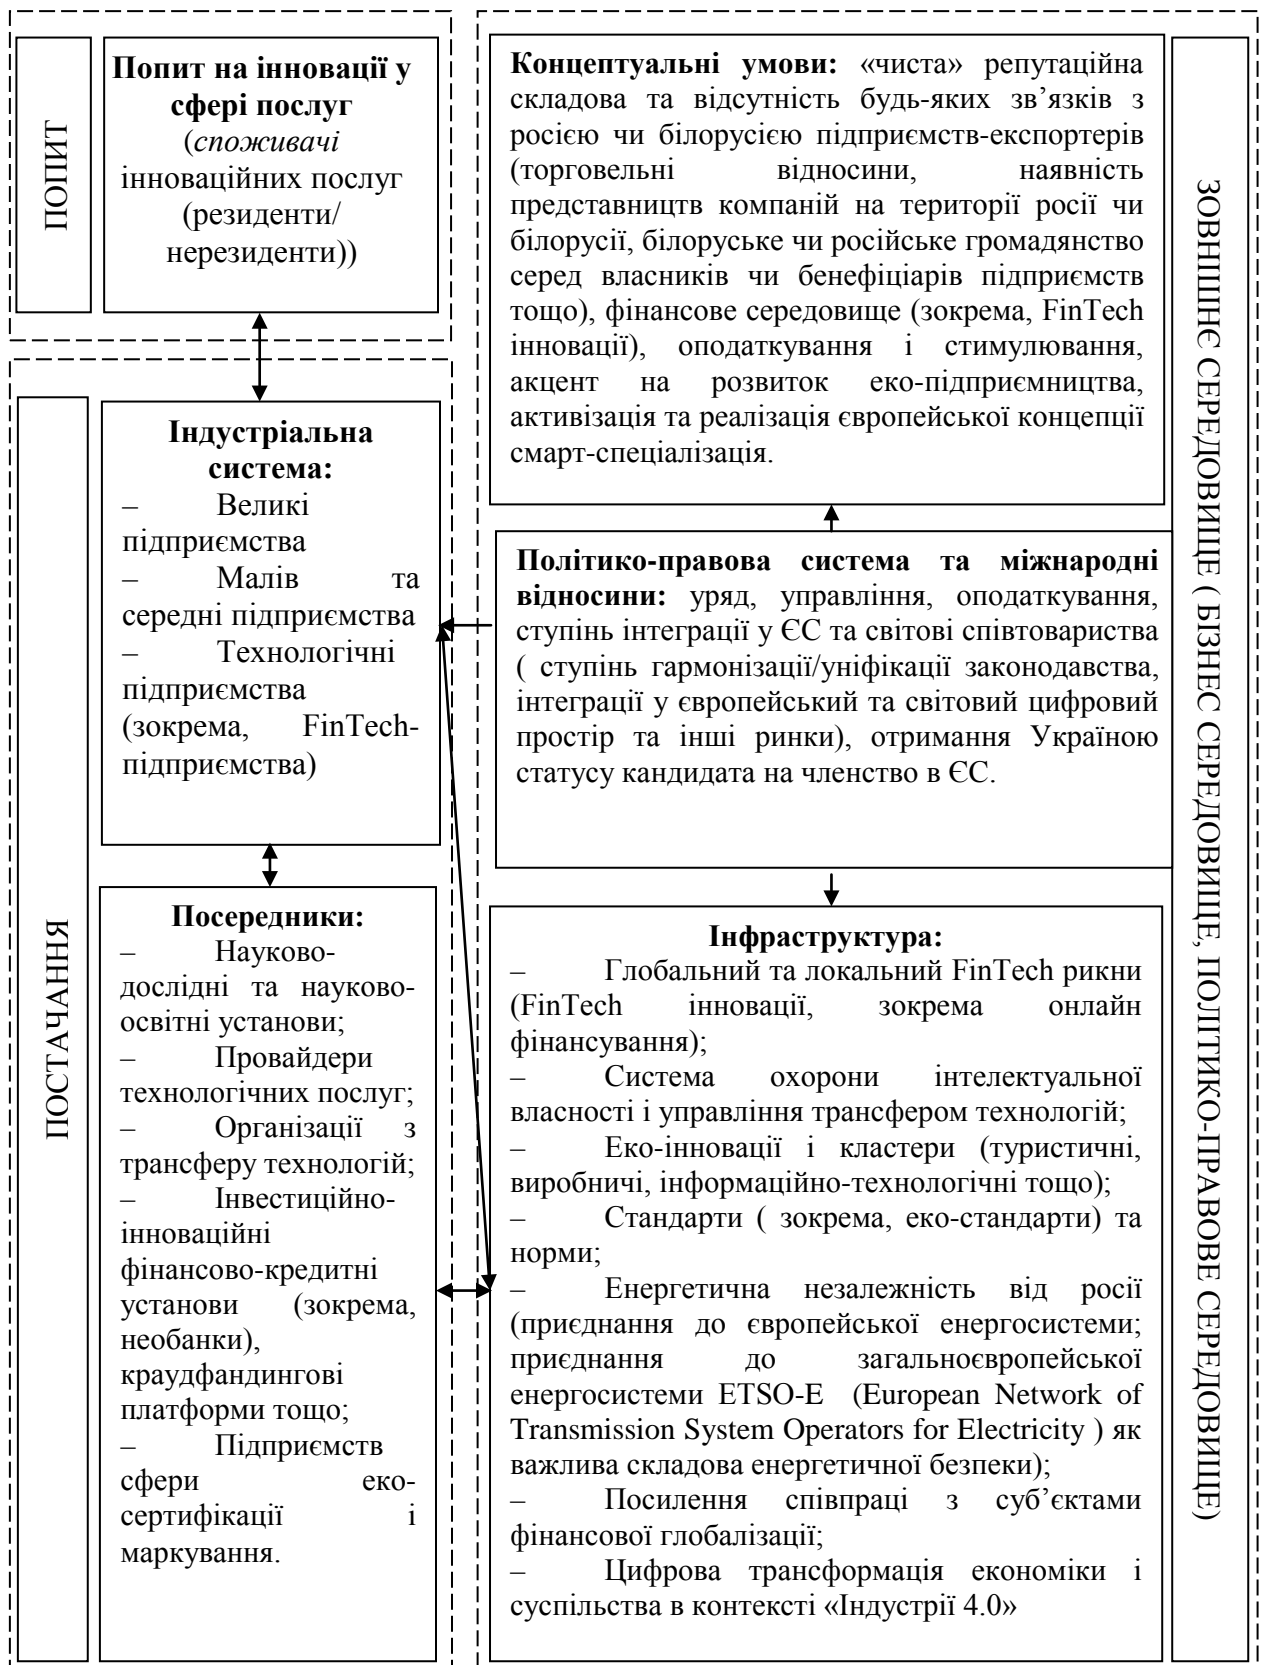 ПОПИТ
Попит на інновації у
сфері послуг
(споживачі
інноваційних послуг
(резиденти/
нерезиденти))
ПОСТАЧАННЯ
Індустріальна
система:
– Великі
підприємства
– Малів та
середні підприємства
– Технологічні
підприємства
(зокрема, FinTech-
підприємства)
Посередники:
– Науково-
дослідні та науково-
освітні установи;
– Провайдери
технологічних послуг;
– Організації з
трансферу технологій;
– Інвестиційно-
інноваційні
фінансово-кредитні
установи (зокрема,
необанки),
краудфандингові
платформи тощо;
– Підприємств
сфери еко-
сертифікації і
маркування.
Концептуальні умови: «чиста» репутаційна
складова та відсутність будь-яких зв’язків з
росією чи білорусією підприємств-експортерів
(торговельні відносини, наявність
представництв компаній на території росії чи
білорусії, білоруське чи російське громадянство
серед власників чи бенефіціарів підприємств
тощо), фінансове середовище (зокрема, FinTech
інновації), оподаткування і стимулювання,
акцент на розвиток еко-підприємництва,
активізація та реалізація європейської концепції
смарт-спеціалізація.
Політико-правова система та міжнародні
відносини: уряд, управління, оподаткування,
ступінь інтеграції у ЄС та світові співтовариства
( ступінь гармонізації/уніфікації законодавства,
інтеграції у європейський та світовий цифровий
простір та інші ринки), отримання Україною
статусу кандидата на членство в ЄС.
Інфраструктура:
– Глобальний та локальний FinTech рикни
(FinTech інновації, зокрема онлайн
фінансування);
– Система охорони інтелектуальної
власності і управління трансфером технологій;
– Еко-інновації і кластери (туристичні,
виробничі, інформаційно-технологічні тощо);
– Стандарти ( зокрема, еко-стандарти) та
норми;
– Енергетична незалежність від росії
(приєднання до європейської енергосистеми;
приєднання до загальноєвропейської
енергосистеми ETSO-E (European Network of
Transmission System Operators for Electricity ) як
важлива складова енергетичної безпеки);
– Посилення співпраці з суб’єктами
фінансової глобалізації;
– Цифрова трансформація економіки і
суспільства в контексті «Індустрії 4.0»
ЗОВНІШНЄ СЕРЕДОВИЩЕ ( БІЗНЕС СЕРЕДОВИЩЕ, ПОЛІТИКО-ПРАВОВЕ СЕРЕДОВИЩЕ)